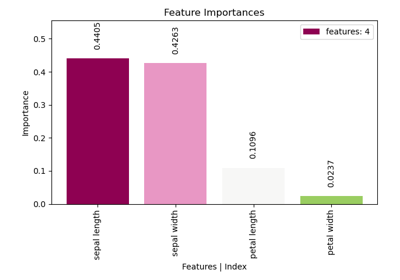 Feature Importances
features: 4
0.5
0.4
0.3
0.2
0.1
0.0
Importance
0.4405
0.4263
0.1096
0.0237
sepal length
sepal width
petal length
petal width
Features | Index